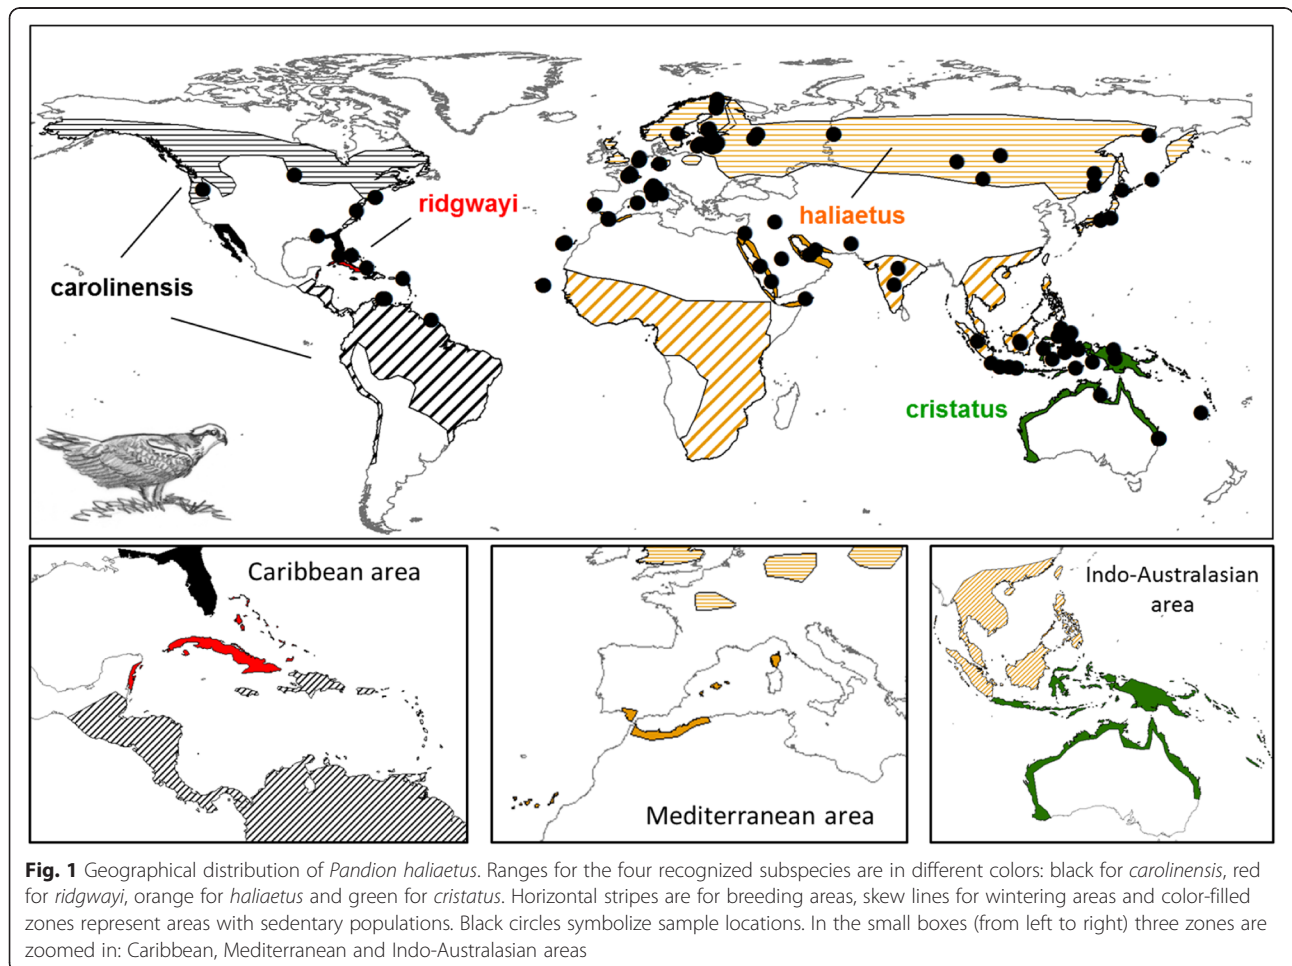 ridgwayi
haliaetus
carolinensis
cristatus
Caribbean area
Mediterranean area
Indo-Australasian
area
Fig. 1 Geographical distribution of Pandion haliaetus. Ranges for the four recognized subspecies are in different colors: black for carolinensis, red
for ridgwayi, orange for haliaetus and green for cristatus. Horizontal stripes are for breeding areas, skew lines for wintering areas and color-filled
zones represent areas with sedentary populations. Black circles symbolize sample locations. In the small boxes (from left to right) three zones are
zoomed in: Caribbean, Mediterranean and Indo-Australasian areas